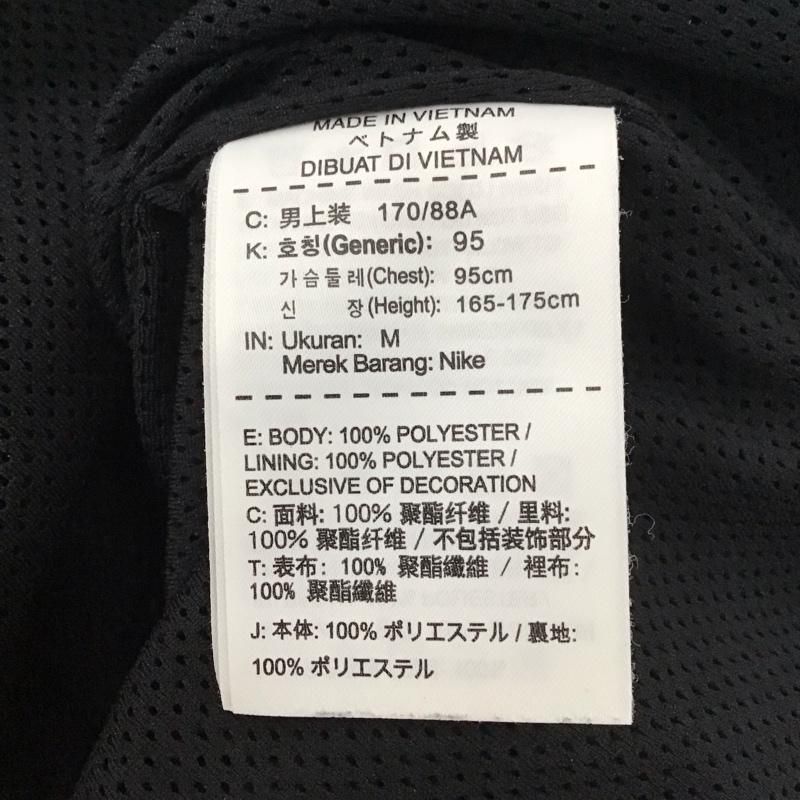 MADE IN VIETNAM
ベトナム製
DIBUAT DI VIETNAM
C: 男上装 170/88A
K: 호칭(Generic): 95
가슴둘레(Chest): 95cm
신 장(Height): 165-175cm
IN: Ukuran: M
Merek Barang: Nike
E: BODY: 100% POLYESTER /
LINING: 100% POLYESTER /
EXCLUSIVE OF DECORATION
C: 面料: 100% 聚酯纤维 / 里料:
100% 聚酯纤维 / 不包括装饰部分
T: 表布: 100% 聚酯纖維 / 裡布:
100% 聚酯纖維
J: 本体: 100% ポリエステル / 裏地:
100% ポリエステル